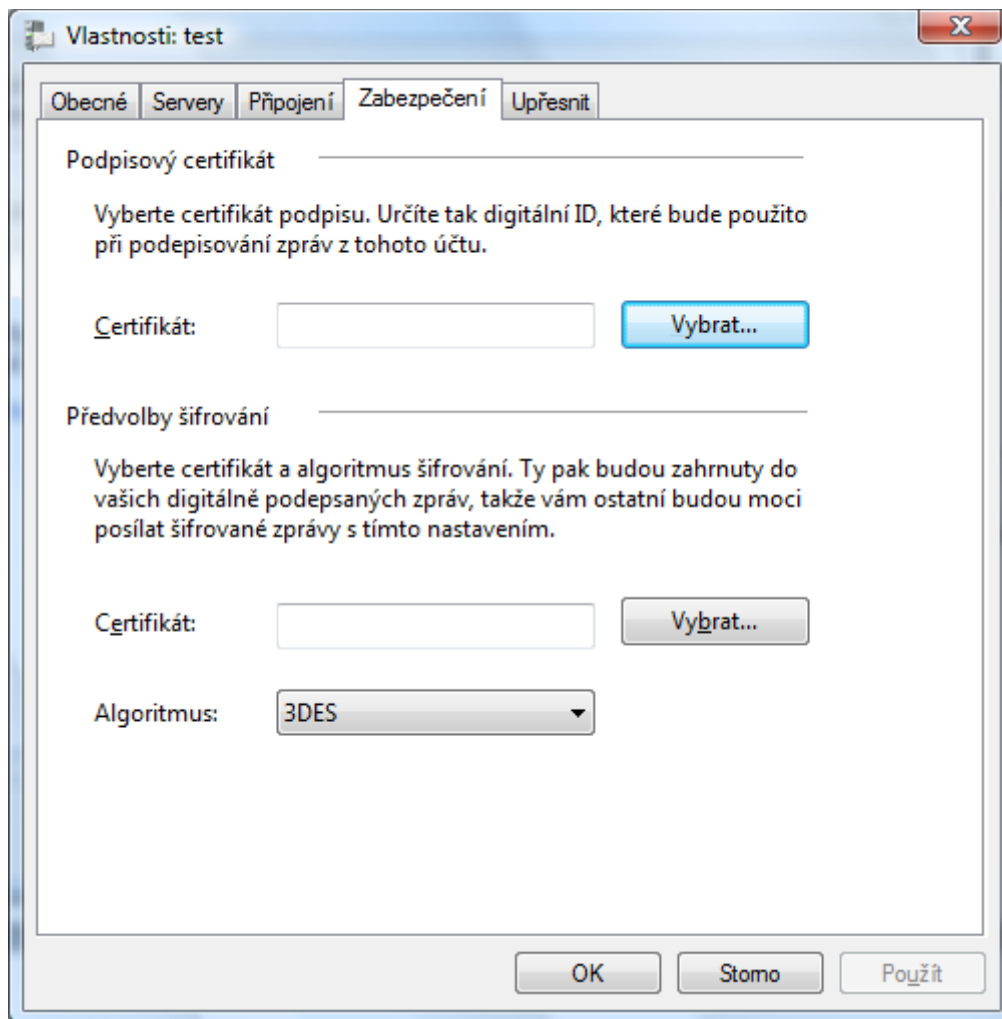 Vlastnosti: test
Obecné Servery Připojení Zabezpečení Upřesnit
Podpisový certifikát
Vyberte certifikát podpisu. Určíte tak digitální ID, které bude použito
při podepisování zpráv z tohoto účtu.
Certifikát: Vybrat...
Předvolby šifrování
Vyberte certifikát a algoritmus šifrování. Ty pak budou zahrnuty do
vašich digitálně podepsaných zpráv, takže vám ostatní budou moci
posílat šifrované zprávy s tímto nastavením.
Certifikát: Vybrat...
Algoritmus: 3DES
OK Storno Použít